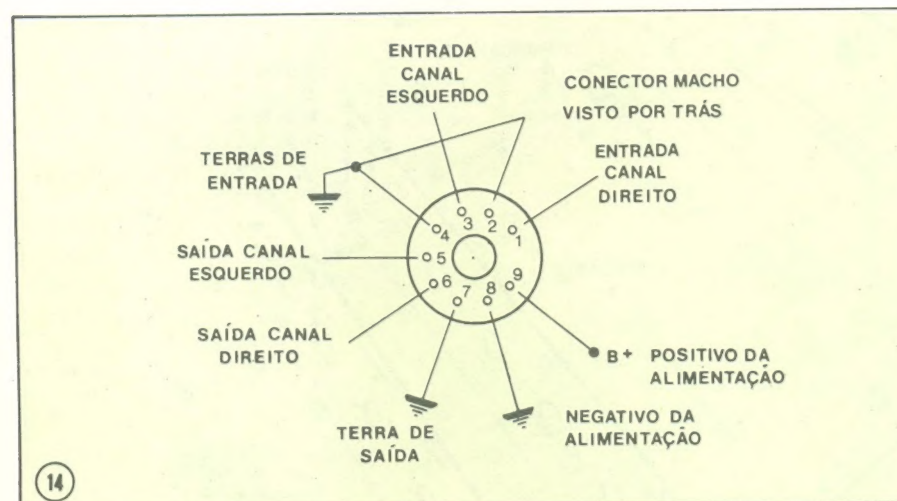 ENTRADA
CANAL
ESQUERDO
CONECTOR MACHO
VISTO POR TRÁS
TERRAS DE
ENTRADA
ENTRADA
CANAL
DIREITO
3
2
4
1
SAÍDA CANAL
ESQUERDO
5
6
7
8
9
SAÍDA CANAL
DIREITO
B+ POSITIVO DA
ALIMENTAÇÃO
TERRA DE
SAÍDA
NEGATIVO DA
ALIMENTAÇÃO
14